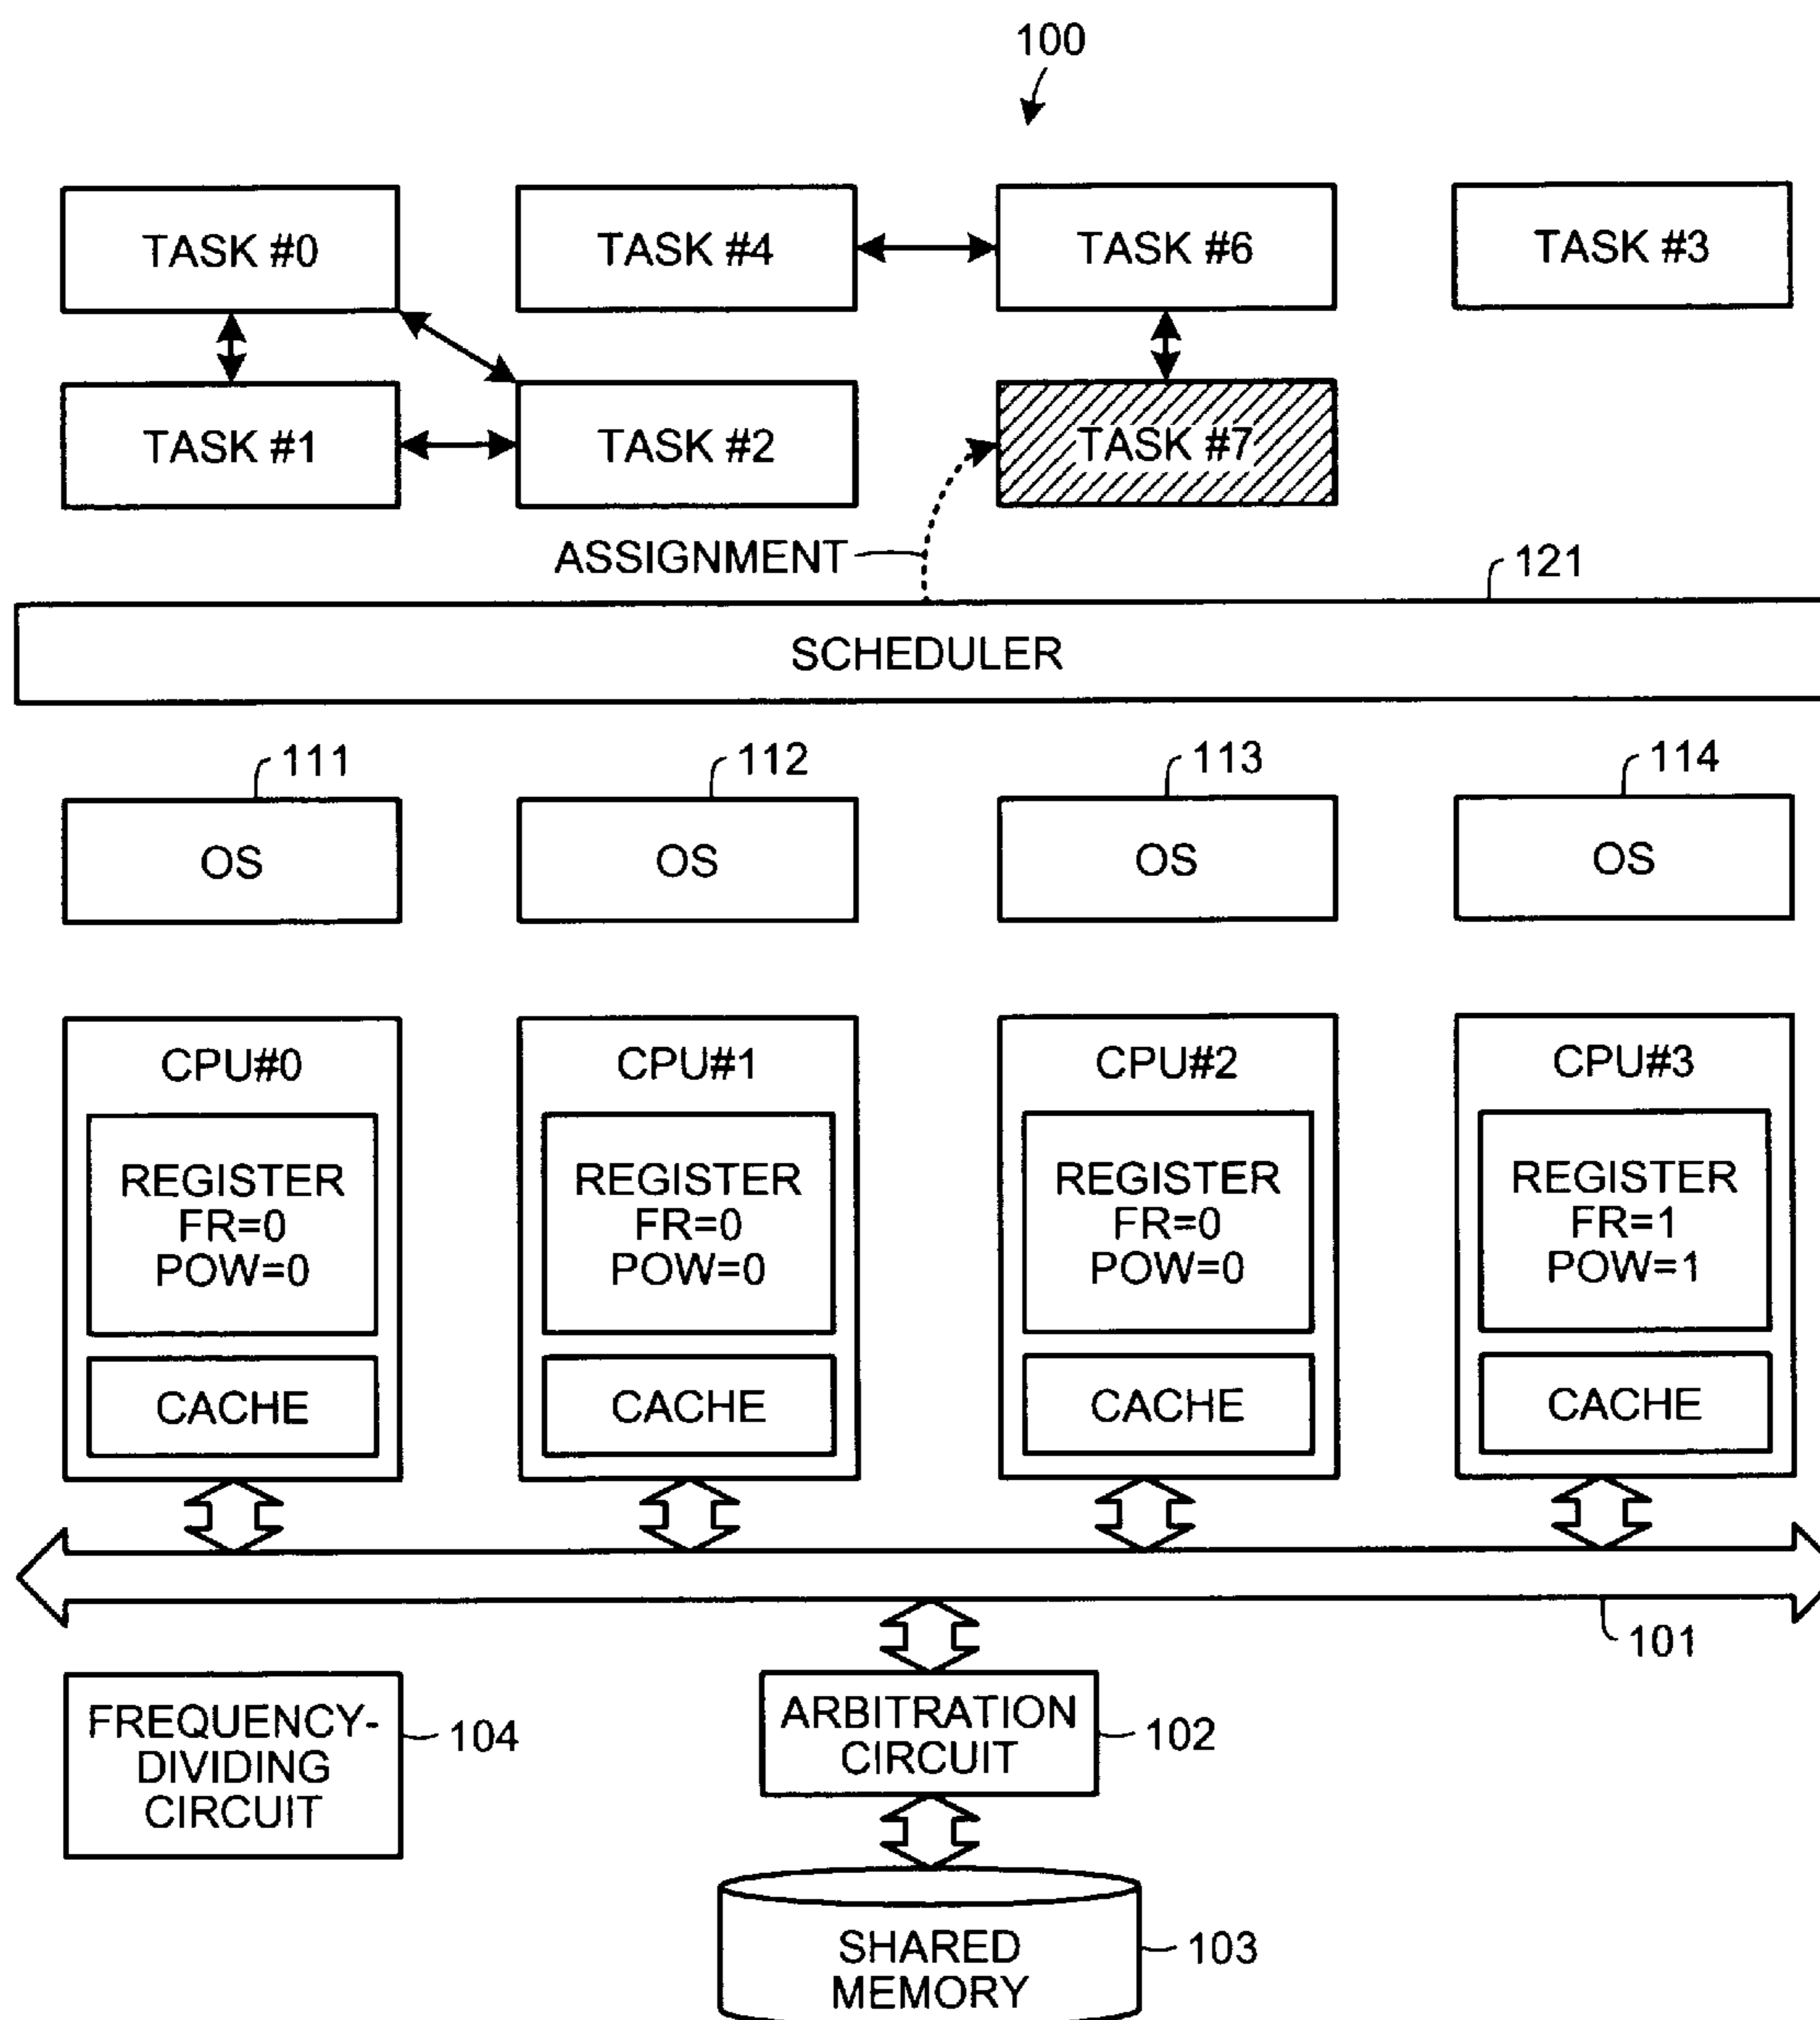 100
TASK #0
TASK #4
TASK #6
TASK #3
TASK #1
TASK #2
TASK #7
ASSIGNMENT
121
SCHEDULER
111
112
113
114
OS
OS
OS
OS
CPU#0
REGISTER
FR=0
POW=0
CACHE
CPU#1
REGISTER
FR=0
POW=0
CACHE
CPU#2
REGISTER
FR=0
POW=0
CACHE
CPU#3
REGISTER
FR=1
POW=1
CACHE
101
FREQUENCY-
DIVIDING
CIRCUIT
104
ARBITRATION
CIRCUIT
102
SHARED
MEMORY
103